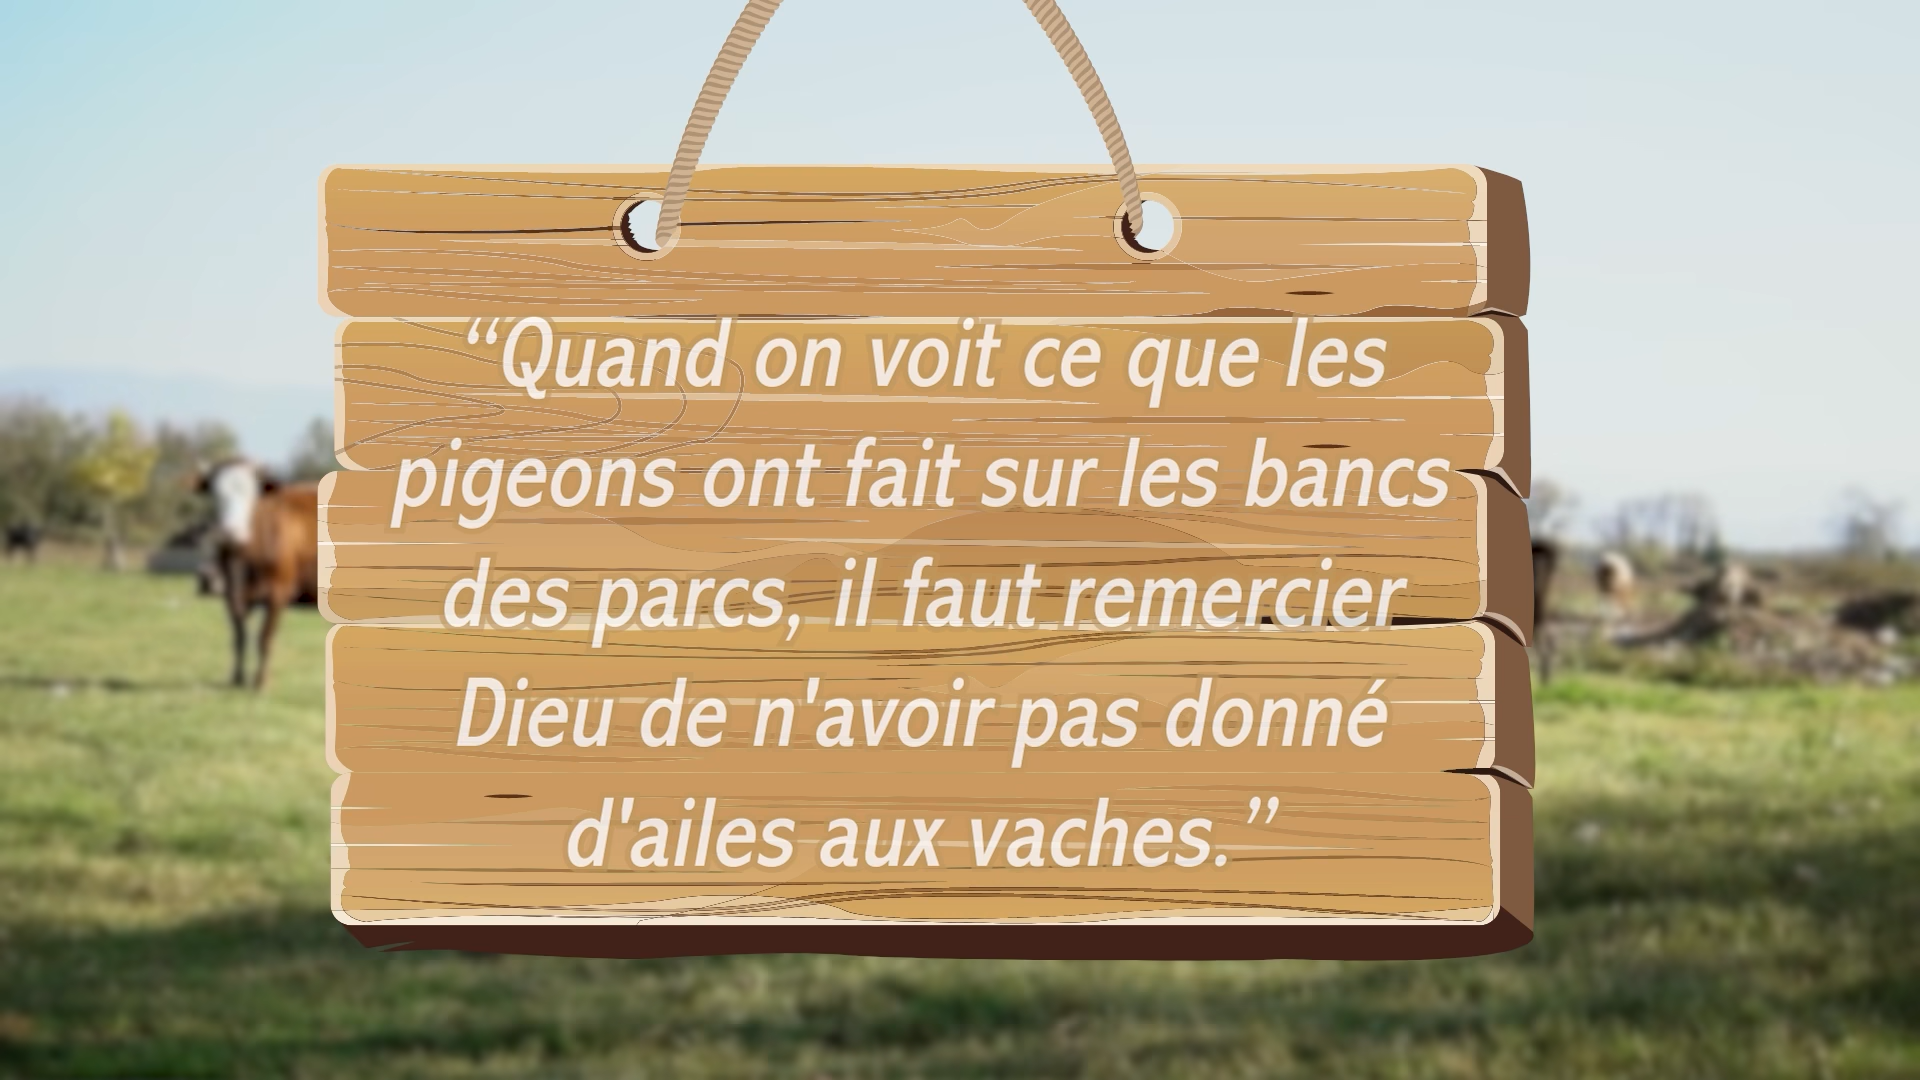 “Quand on voit ce que les
pigeons ont fait sur les bancs
des parcs, il faut remercier
Dieu de n'avoir pas donné
d'ailes aux vaches.”